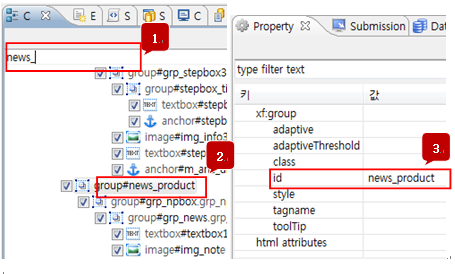 C
E
S
S
C
D
1.
news_
group#grp_stepbox3
group#stepbox_ti
textbox#stepb
anchor#stepb
image#img_info3
textbox#step
2.
anchor#m_anc_d
group#news_product
group#grp_npbox.grp_n
group#grp_news.grp_n
textbox#textbox1
image#img_note
Property
Submission
Dat
type filter text
키
값
xf:group
adaptive
adaptiveThreshold
3.
class
id
news_product
style
tagname
toolTip
html attributes